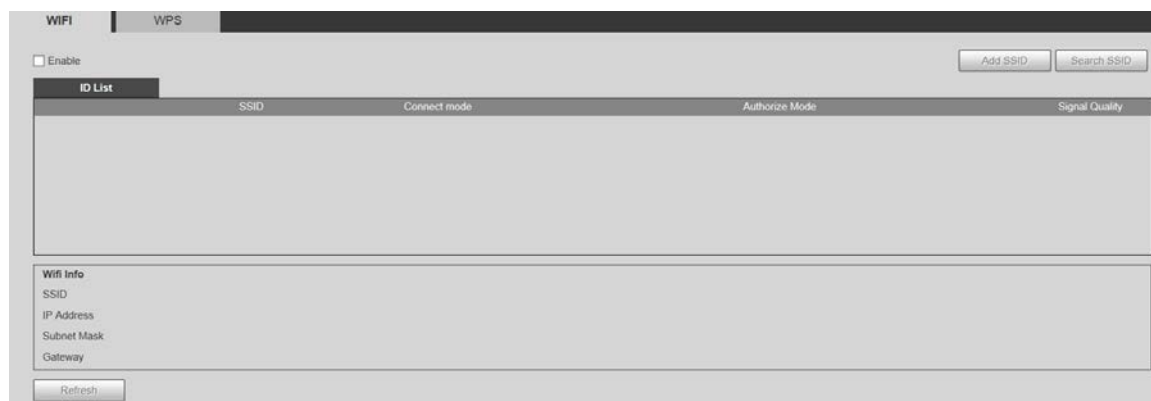 WIFI WPS
Enable Add SSID Search SSID
ID List
SSID Connect mode Authorize Mode Signal Quality
Wifi Info
SSID
IP Address
Subnet Mask
Gateway
Refresh